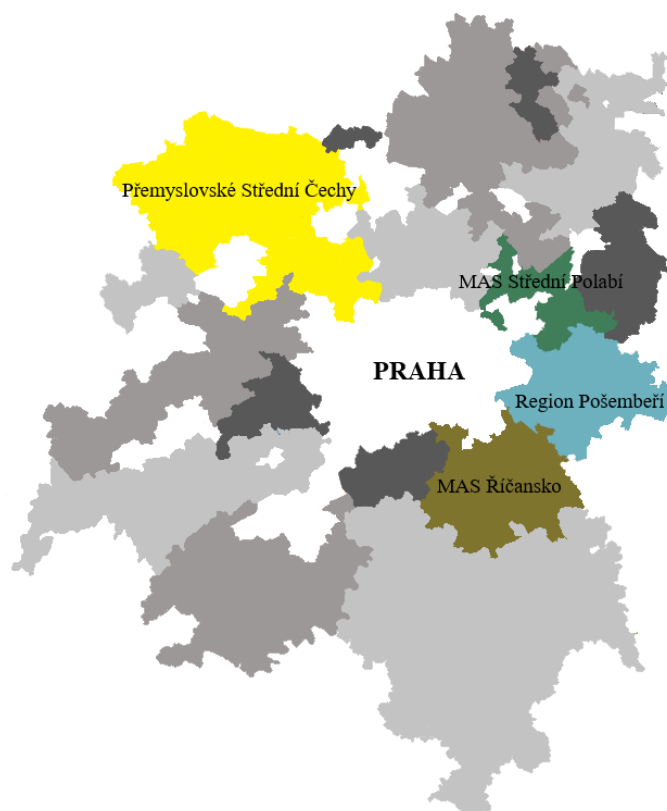 Přemyslovské Střední Čechy
MAS Střední Polabí
PRAHA
Region Pošembeří
MAS Říčansko